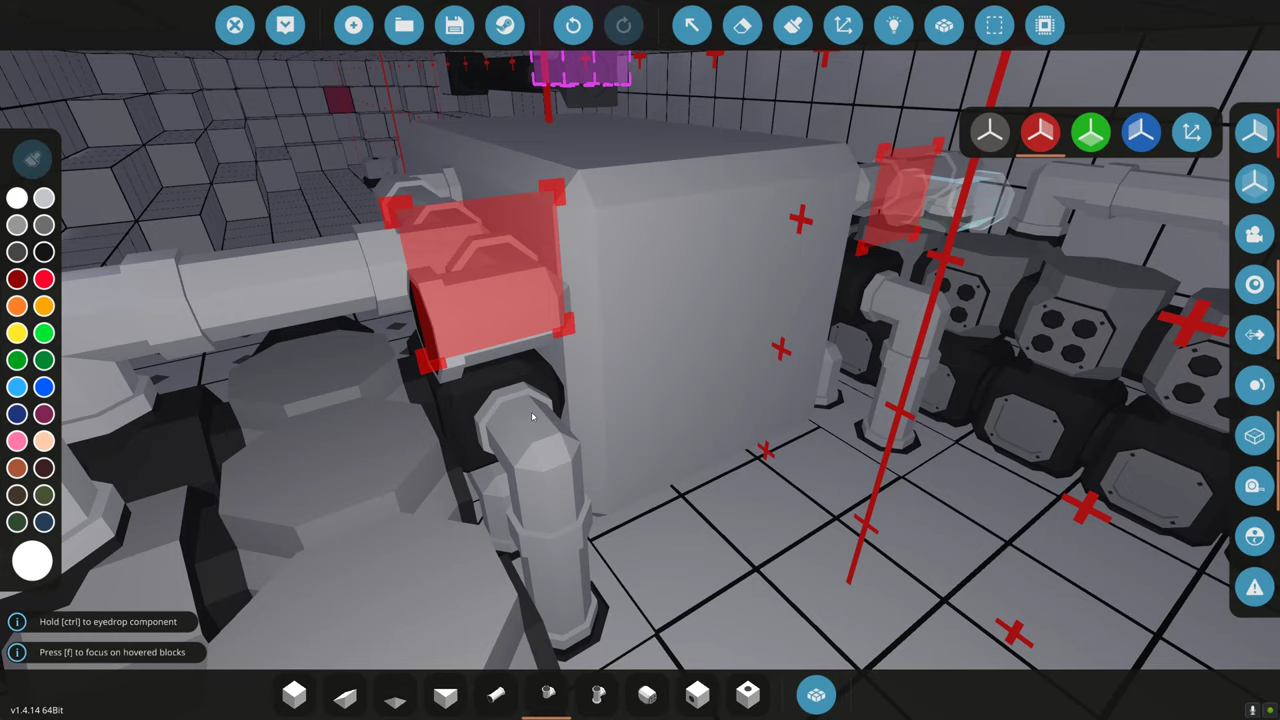 Hold [ctrl] to eyedrop component
Press [f] to focus on hovered blocks
v1.4.14 64Bit